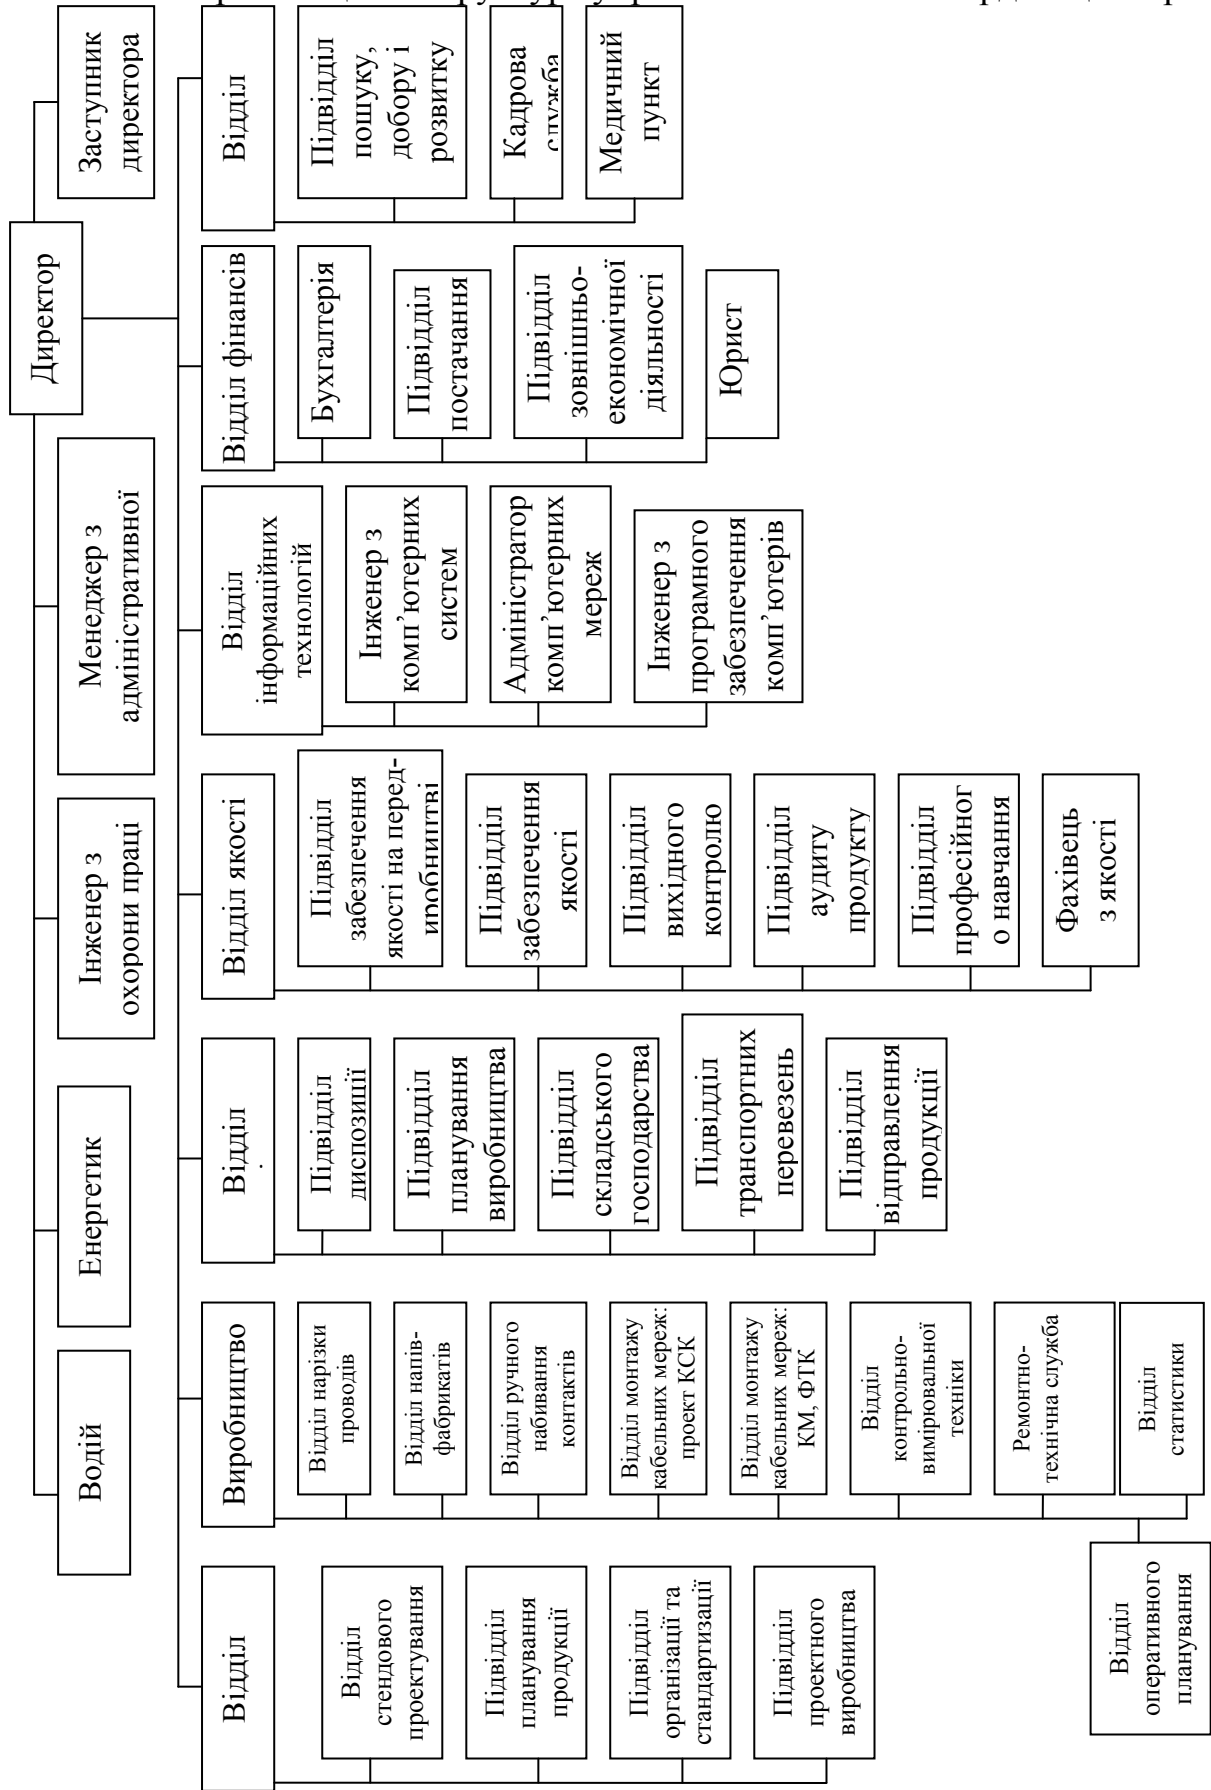 Директор
Водій
Енергетик
Інженер з
охорони праці
Менеджер з
адміністративної
Заступник
директора
Відділ
Відділ
стендового
проектування
Підвідділ
планування
продукції
Підвідділ
організації та
стандартизації
Підвідділ
проектного
виробництва
Виробництво
Відділ нарізки
проводів
Відділ напів-
фабрикатів
Відділ ручного
набивання
контактів
Відділ монтажу
кабельних мереж:
проект КСК
Відділ монтажу
кабельних мереж:
КМ, ФТК
Відділ
контрольно-
вимірювальної
техніки
Ремонтно-
технічна служба
Відділ
статистики
Відділ
оперативного
планування
Відділ
Підвідділ
диспозиції
Підвідділ
планування
виробництва
Підвідділ
складського
господарства
Підвідділ
транспортних
перевезень
Підвідділ
відправлення
продукції
Відділ якості
Підвідділ
забезпечення
якості на перед-
иробництві
Підвідділ
забезпечення
якості
Підвідділ
вихідного
контролю
Підвідділ
аудиту
продукту
Підвідділ
професійног
о навчання
Фахівець
з якості
Відділ
інформаційних
технологій
Інженер з
комп’ютерних
систем
Адміністратор
комп’ютерних
мереж
Інженер з
програмного
забезпечення
комп’ютерів
Відділ фінансів
Бухгалтерія
Підвідділ
постачання
Підвідділ
зовнішньо-
економічної
діяльності
Юрист
Відділ
Підвідділ
пошуку,
добору і
розвитку
Кадрова
служба
Медичний
пункт